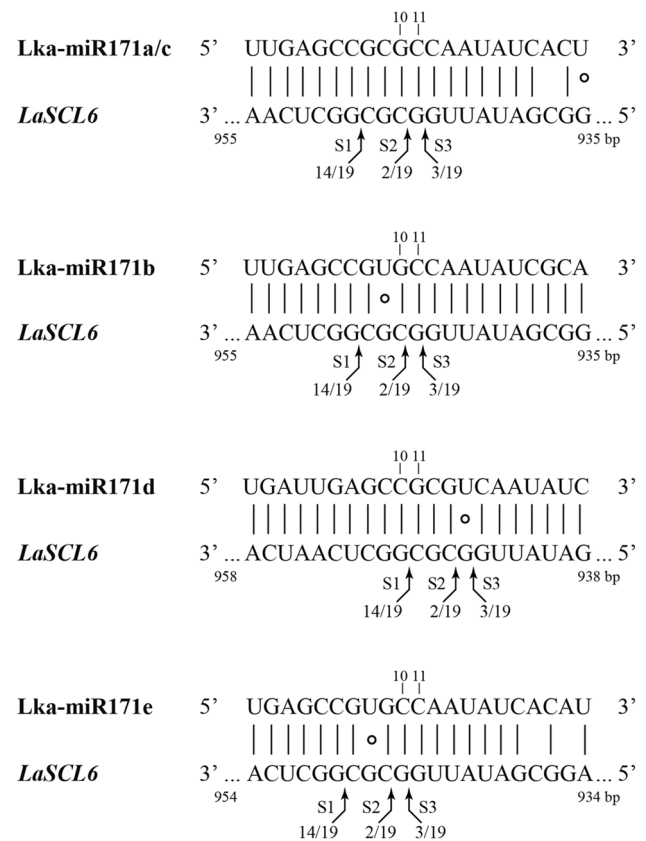 10 11
Lka-miR171a/c 5’ UUGAGCCGCGCCAAUAUCACU 3’
LaSCL6 3’ ... AACUCGGCGCGGUUAUAGCGG ... 5’
955 S1 S2 S3 935 bp
14/19 2/19 3/19
10 11
Lka-miR171b 5’ UUGAGCCGUGCCAAUAUCGCA 3’
LaSCL6 3’ ... AACUCGGCGCGGUUAUAGCGG ... 5’
955 S1 S2 S3 935 bp
14/19 2/19 3/19
10 11
Lka-miR171d 5’ UGAUUGAGCCGCGUCAAUAUC 3’
LaSCL6 3’ ... ACUAACUCGGCGCGGUUAUAG ... 5’
958 S1 S2 S3 938 bp
14/19 2/19 3/19
10 11
Lka-miR171e 5’ UGAGCCGUGCCAAUAUCACAU 3’
LaSCL6 3’ ... ACUCGGCGCGGUUAUAGCGGA ... 5’
954 S1 S2 S3 934 bp
14/19 2/19 3/19